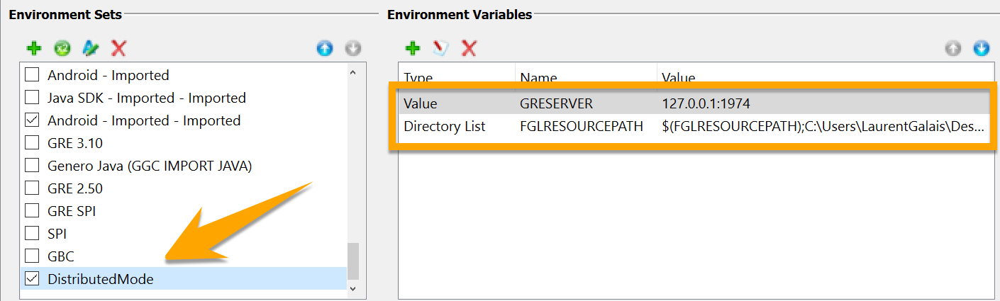 Environment Sets
Environment Variables
Android - Imported
Java SDK - Imported - Imported
Android - Imported - Imported
GRE 3.10
Genero Java (GGC IMPORT JAVA)
GRE 2.50
GRE SPI
SPI
GBC
DistributedMode
Type Name Value
Value GRESERVER 127.0.0.1:1974
Directory List FGLRESOURCEPATH $(FGLRESOURCEPATH);C:\Users\LaurentGalais\Des...